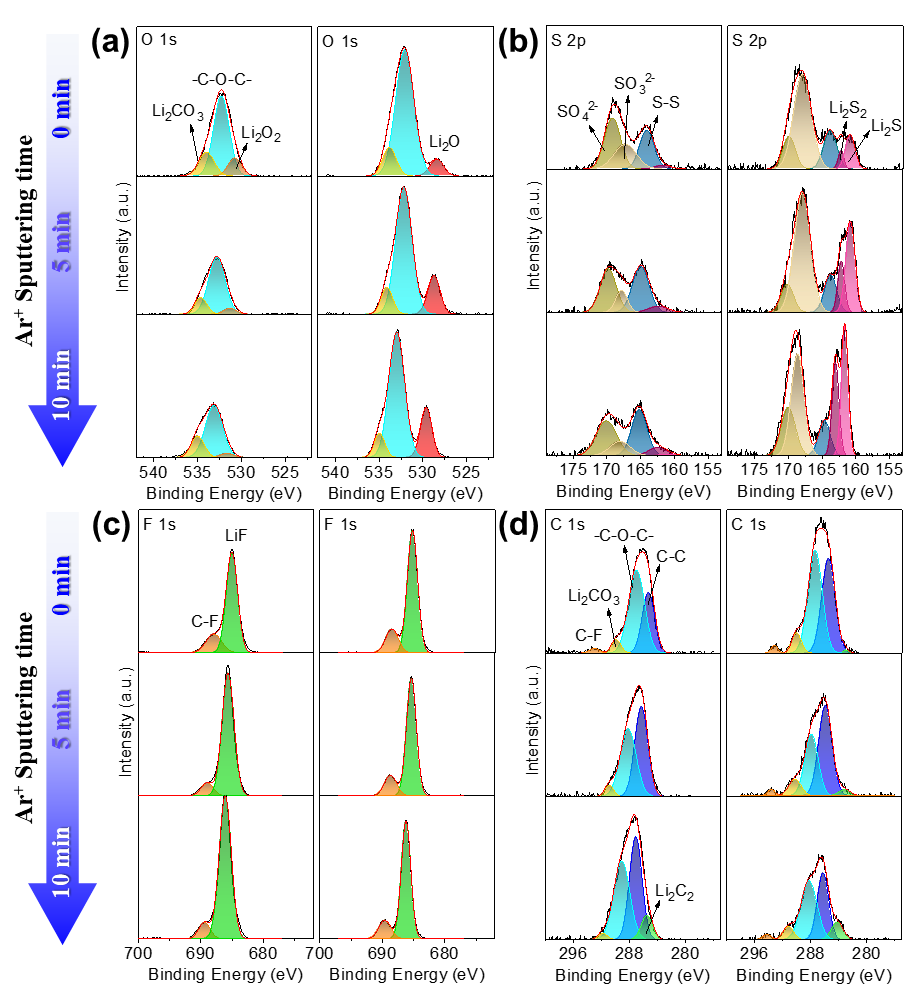 (a)
O 1s
-C-O-C-
Li2CO3
Li2O2
O 1s
Li2O
Intensity (a.u.)
540 535 530 525
540 535 530 525
Binding Energy (eV)
Binding Energy (eV)
(b)
S 2p
SO4^2-
SO3^2-
S-S
S 2p
Li2S2
Li2S
Intensity (a.u.)
175 170 165 160 155
175 170 165 160 155
Binding Energy (eV)
Binding Energy (eV)
Ar+ Sputtering time
0 min
5 min
10 min
(c)
F 1s
LiF
C-F
F 1s
Intensity (a.u.)
700 690 680
700 690 680
Binding Energy (eV)
Binding Energy (eV)
(d)
C 1s
-C-O-C-
C-C
Li2CO3
C-F
Li2C2
C 1s
Intensity (a.u.)
296 288 280
296 288 280
Binding Energy (eV)
Binding Energy (eV)
Ar+ Sputtering time
0 min
5 min
10 min